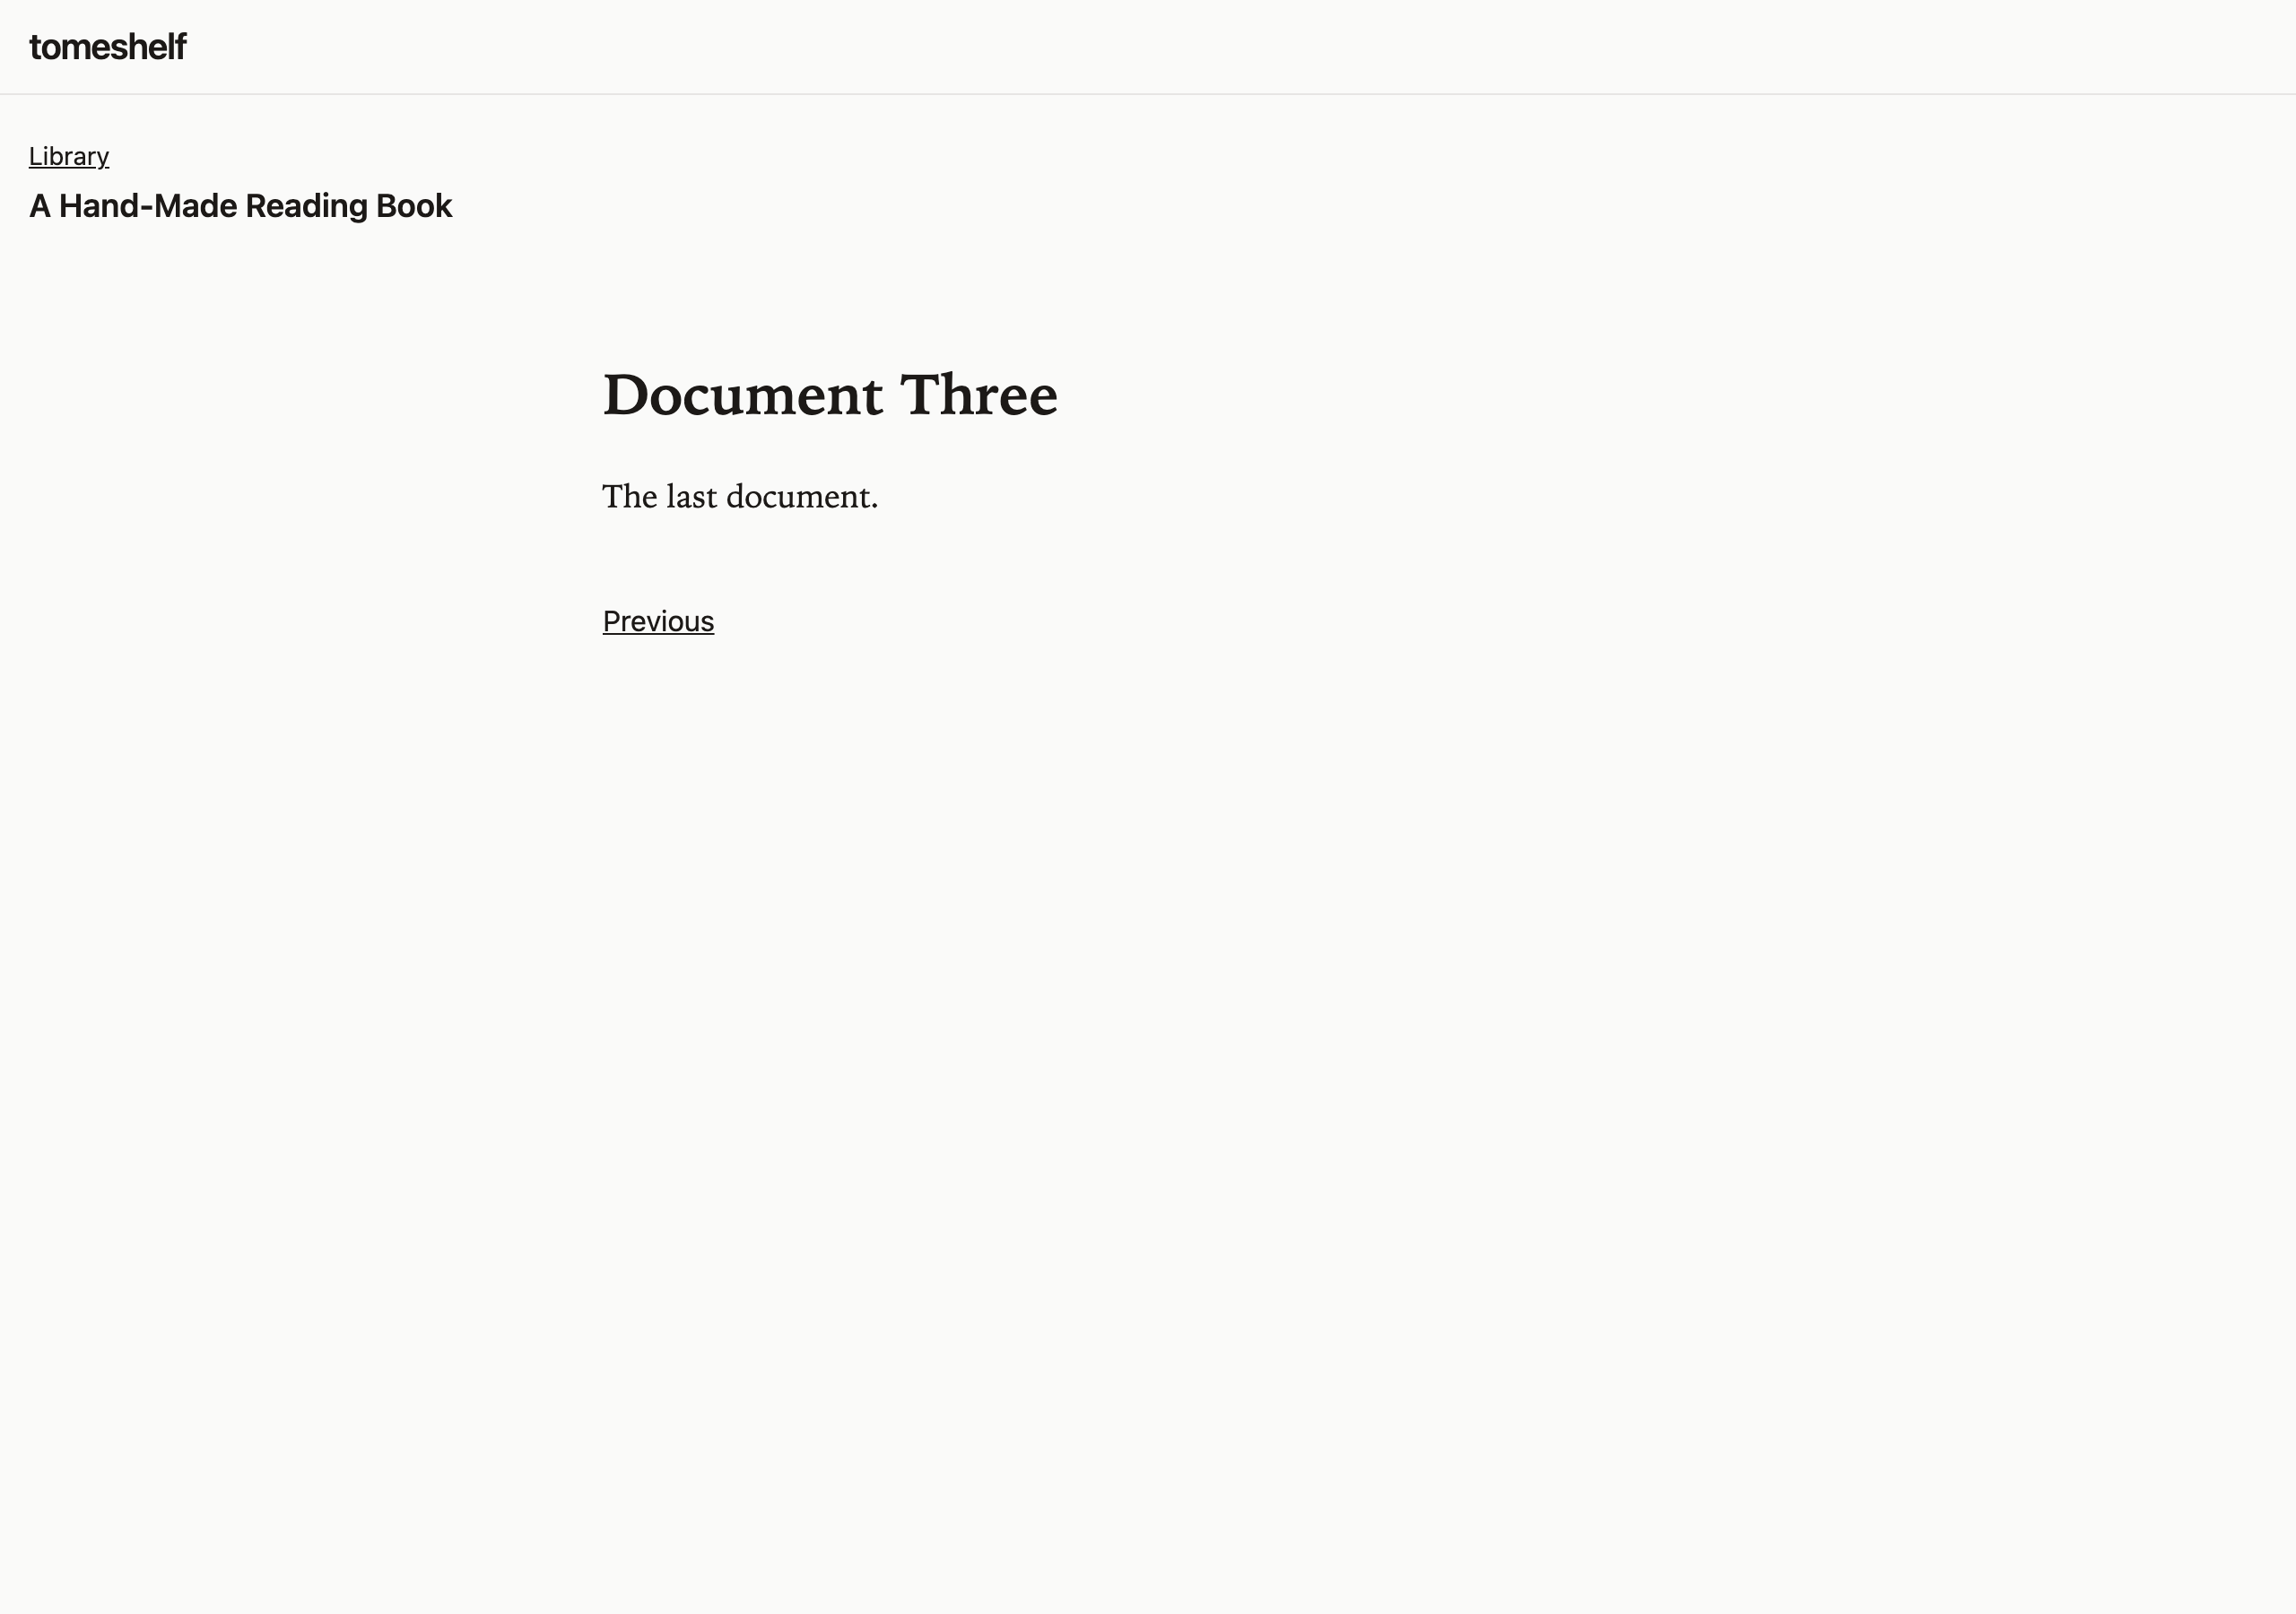 tomeshelf
Library
A Hand-Made Reading Book
Document Three
The last document.
Previous